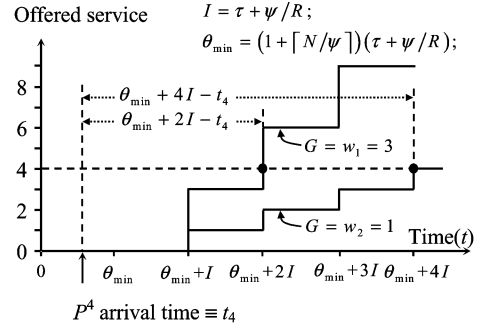 Offered service
I = τ + ψ/R ;
θmin = (1+⌈N/ψ⌉)(τ + ψ/R);
8
6
4
2
0
θmin + 4I − t4
θmin + 2I − t4
G = w1 = 3
G = w2 = 1
Time(t)
0 θmin θmin+I θmin+2I θmin+3I θmin+4I
P⁴ arrival time ≡ t4